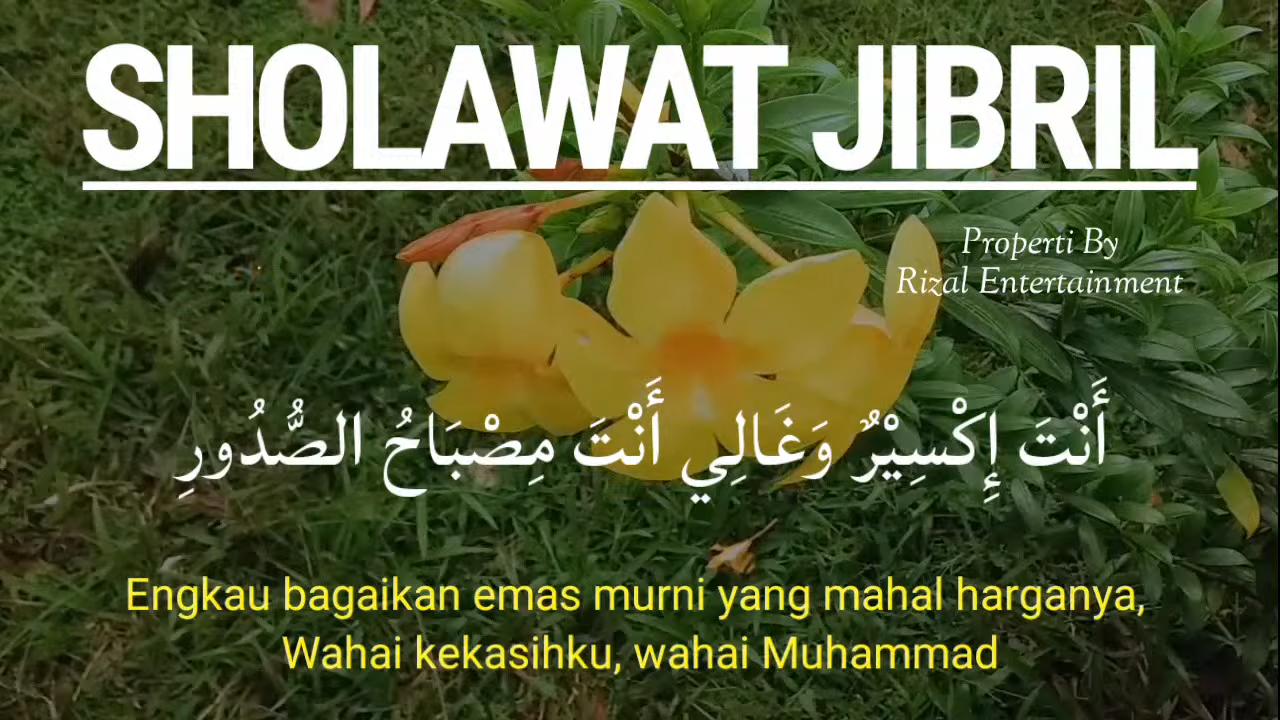 SHOLAWAT JIBRIL
Properti By
Rizal Entertainment
أَنْتَ إِكْسِيْرٌ وَغَالِي أَنْتَ مِصْبَاحُ الصُّدُورِ
Engkau bagaikan emas murni yang mahal harganya,
Wahai kekasihku, wahai Muhammad